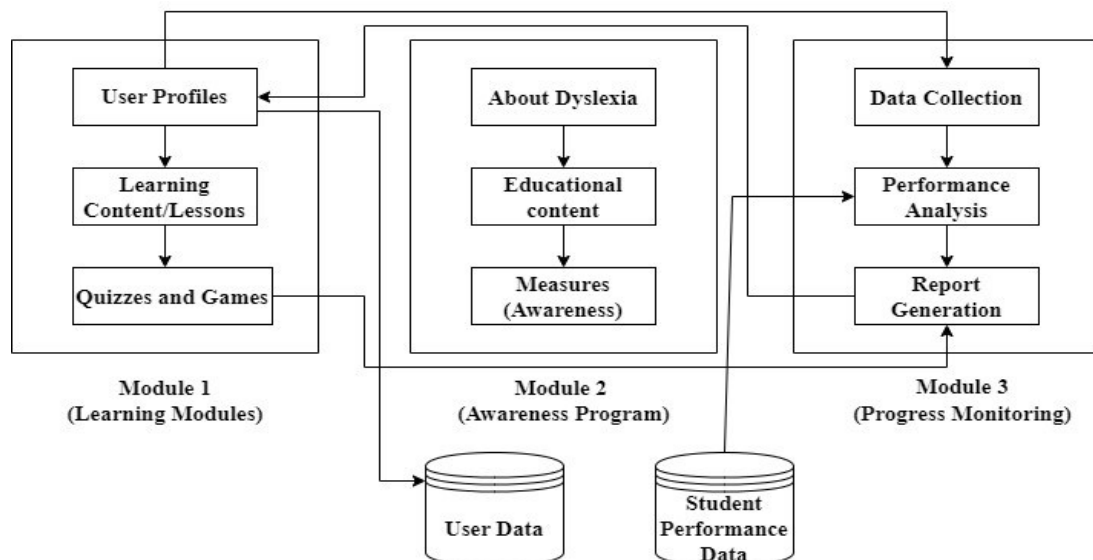 User Profiles
Learning
Content/Lessons
Quizzes and Games
Module 1
(Learning Modules)
About Dyslexia
Educational
content
Measures
(Awareness)
Module 2
(Awareness Program)
Data Collection
Performance
Analysis
Report
Generation
Module 3
(Progress Monitoring)
User Data
Student
Performance
Data